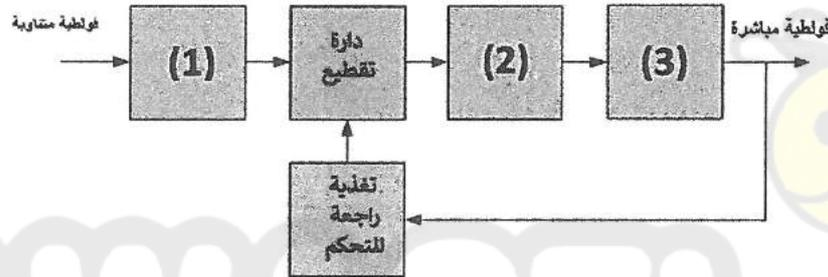 فولطية متناوبة
(1)
دارة
تقطيع
(2)
(3)
فولطية مباشرة
تغذية
راجعة
للتحكم